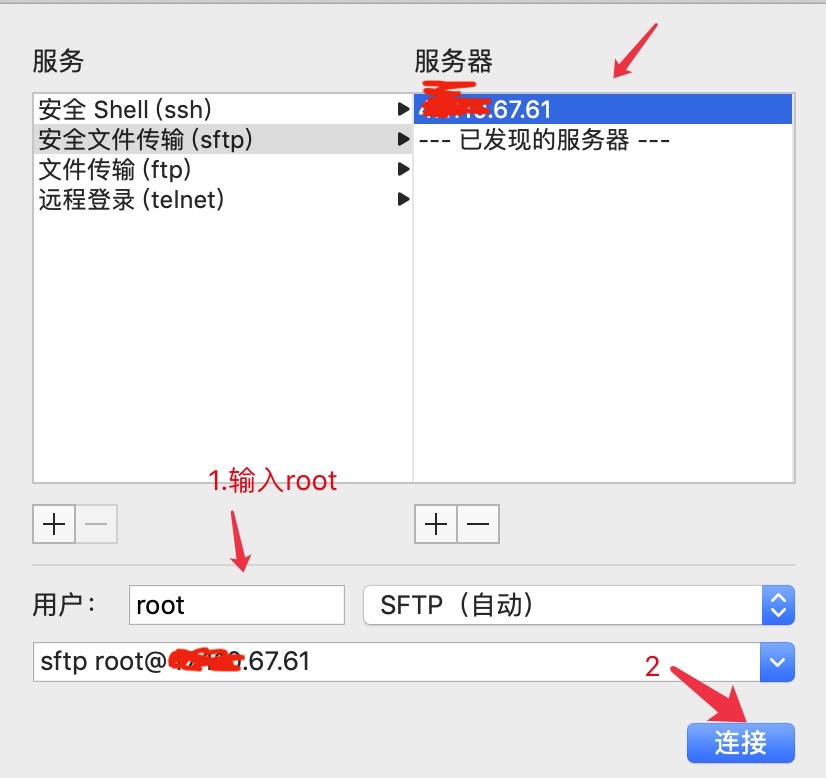 服务
服务器
安全 Shell (ssh)
.67.61
安全文件传输 (sftp)
--- 已发现的服务器 ---
文件传输 (ftp)
远程登录 (telnet)
1.输入root
用户：
root
SFTP（自动）
sftp root@
.67.61
2
连接